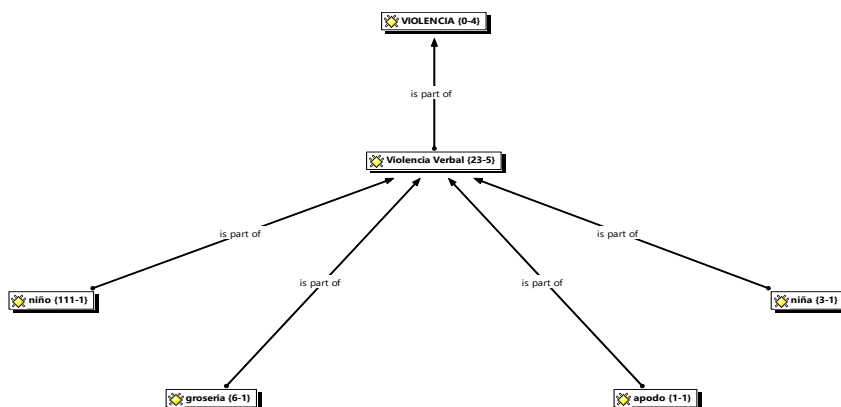 VIOLENCIA {0-4}
is part of
Violencia Verbal {23-5}
is part of
is part of
is part of
is part of
niño {111-1}
niña {3-1}
groseria {6-1}
apodo {1-1}